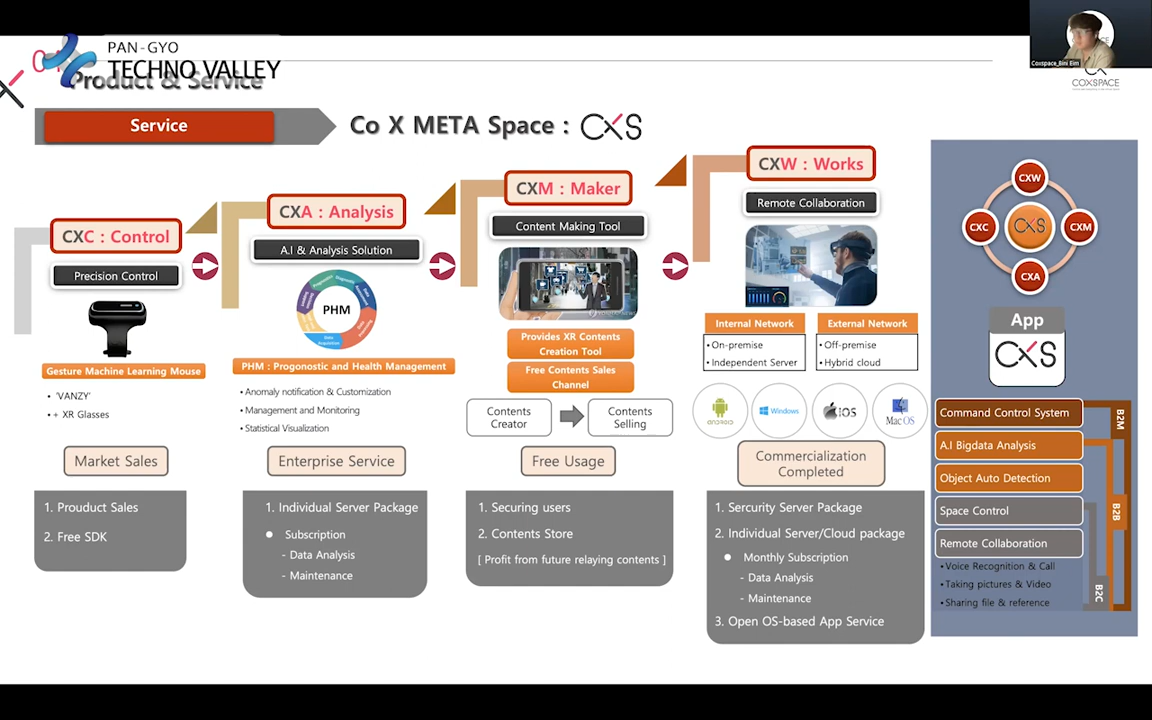 PAN-GYO
TECHNO VALLEY
Product & Service
Coxspace_Bini Eim
COXSPACE
Service
Co X META Space : CXS
CXC : Control
Precision Control
Gesture Machine Learning Mouse
• 'VANZY'
• + XR Glasses
Market Sales
1. Prouduct Sales
2. Free SDK
CXA : Analysis
A.I & Analysis Solution
PHM
PHM : Progonostic and Health Management
• Anomaly notification & Customization
• Management and Monitoring
• Statistical Visualization
Enterprise Service
1. Individual Server Package
● Subscription
- Data Analysis
- Maintenance
CXM : Maker
Content Making Tool
Provides XR Contents
Creation Tool
Free Contents Sales
Channel
Contents
Creator
Contents
Selling
Free Usage
1. Securing users
2. Contents Store
[ Profit from future relaying contents ]
CXW : Works
Remote Collaboration
Internal Network
• On-premise
• Independent Server
External Network
• Off-premise
• Hybrid cloud
ANDROID
Windows
iOS
Mac OS
Commercialization
Completed
1. Sercurity Server Package
2. Individual Server/Cloud package
● Monthly Subscription
- Data Analysis
- Maintenance
3. Open OS-based App Service
CXW
CXC
CXS
CXM
CXA
App
CXS
Command Control System
A.I Bigdata Analysis
Object Auto Detection
Space Control
Remote Collaboration
• Voice Recognition & Call
• Taking pictures & Video
• Sharing file & reference
B2M
B2B
B2C